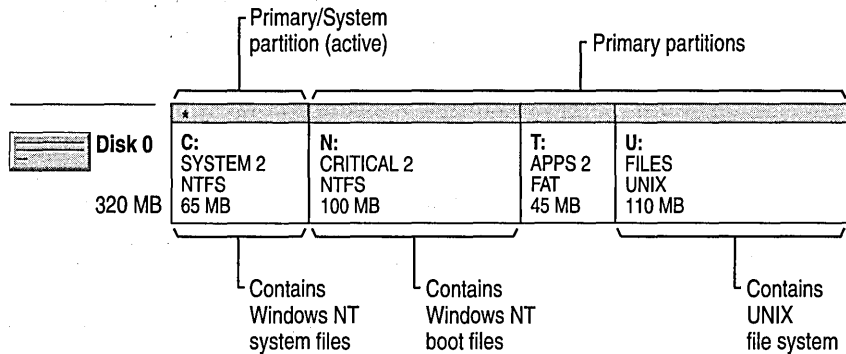 Primary/System
partition (active)
Primary partitions
*
Disk 0
320 MB
C:
SYSTEM 2
NTFS
65 MB
N:
CRITICAL 2
NTFS
100 MB
T:
APPS 2
FAT
45 MB
U:
FILES
UNIX
110 MB
Contains
Windows NT
system files
Contains
Windows NT
boot files
Contains
UNIX
file system